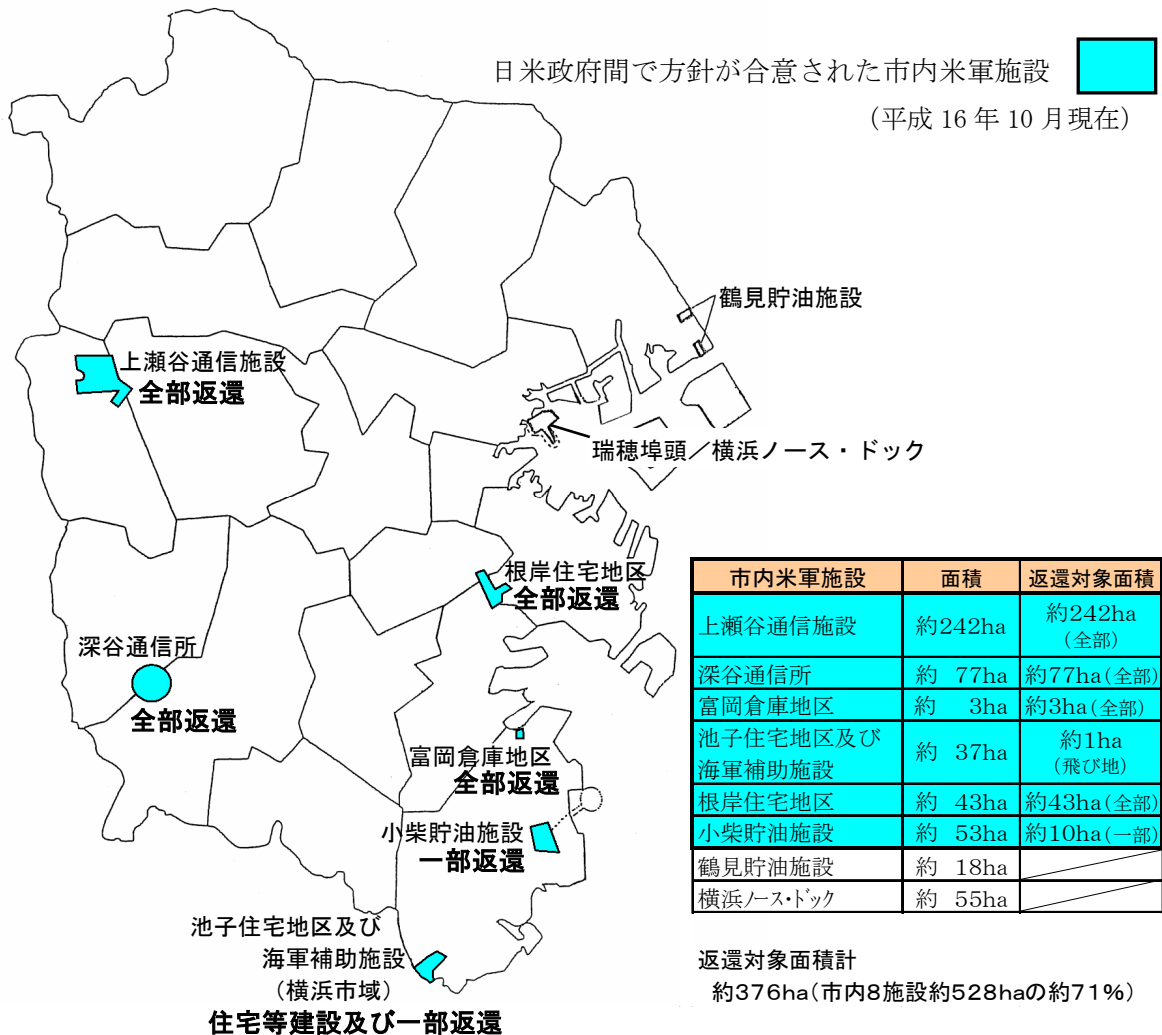 日米政府間で方針が合意された市内米軍施設
(平成 16 年 10 月現在)
鶴見貯油施設
上瀬谷通信施設
全部返還
瑞穂埠頭/横浜ノース・ドック
根岸住宅地区
全部返還
深谷通信所
全部返還
富岡倉庫地区
全部返還
小柴貯油施設
一部返還
池子住宅地区及び
海軍補助施設
(横浜市域)
住宅等建設及び一部返還
市内米軍施設 面積 返還対象面積
上瀬谷通信施設 約242ha 約242ha
(全部)
深谷通信所 約 77ha 約77ha(全部)
富岡倉庫地区 約 3ha 約3ha(全部)
池子住宅地区及び
海軍補助施設 約 37ha 約1ha
(飛び地)
根岸住宅地区 約 43ha 約43ha(全部)
小柴貯油施設 約 53ha 約10ha(一部)
鶴見貯油施設 約 18ha
横浜ノース・ドック 約 55ha
返還対象面積計
約376ha(市内8施設約528haの約71%)